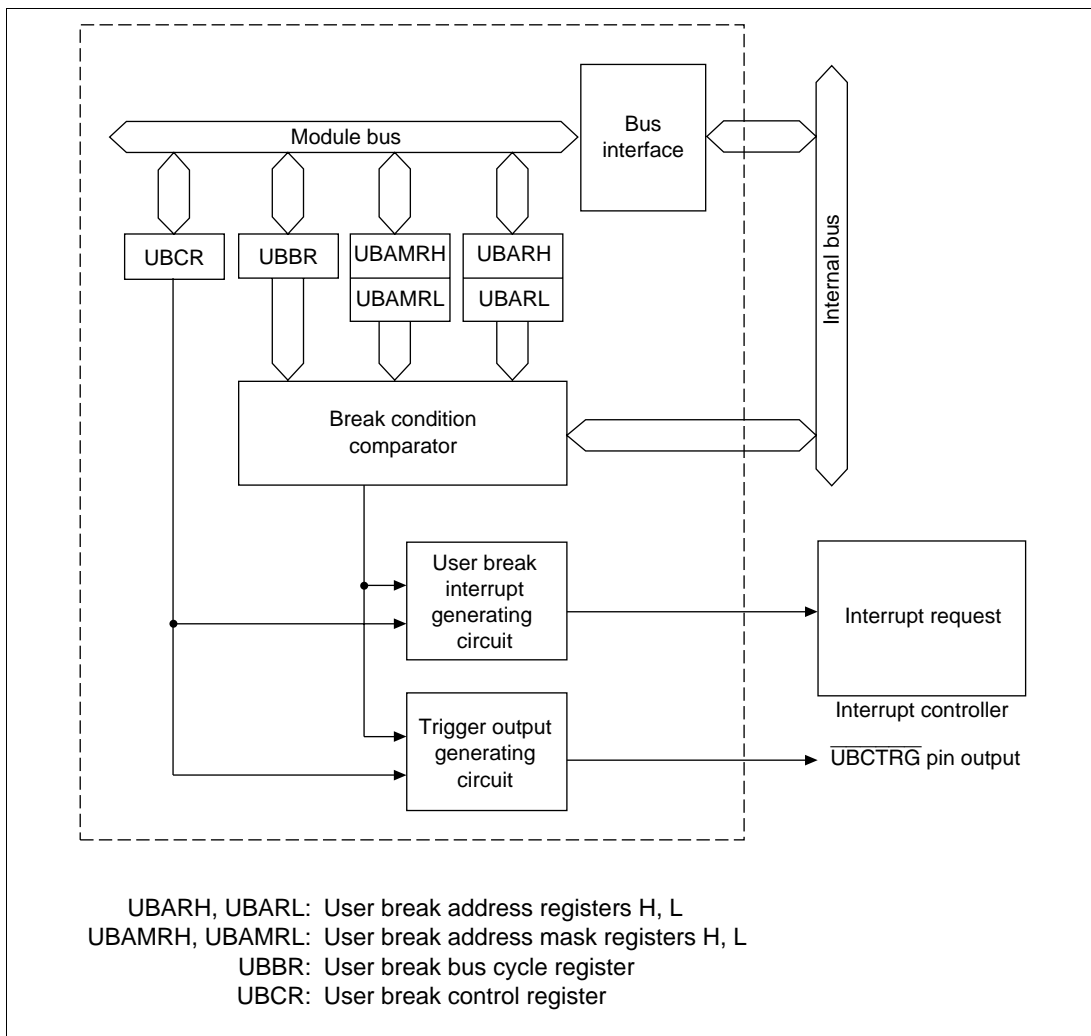 Module bus
Bus
interface
Internal bus
UBCR
UBBR
UBAMRH
UBARH
UBAMRL
UBARL
Break condition
comparator
User break
interrupt
generating
circuit
Interrupt request
Interrupt controller
Trigger output
generating
circuit
UBCTRG pin output
UBARH, UBARL: User break address registers H, L
UBAMRH, UBAMRL: User break address mask registers H, L
UBBR: User break bus cycle register
UBCR: User break control register